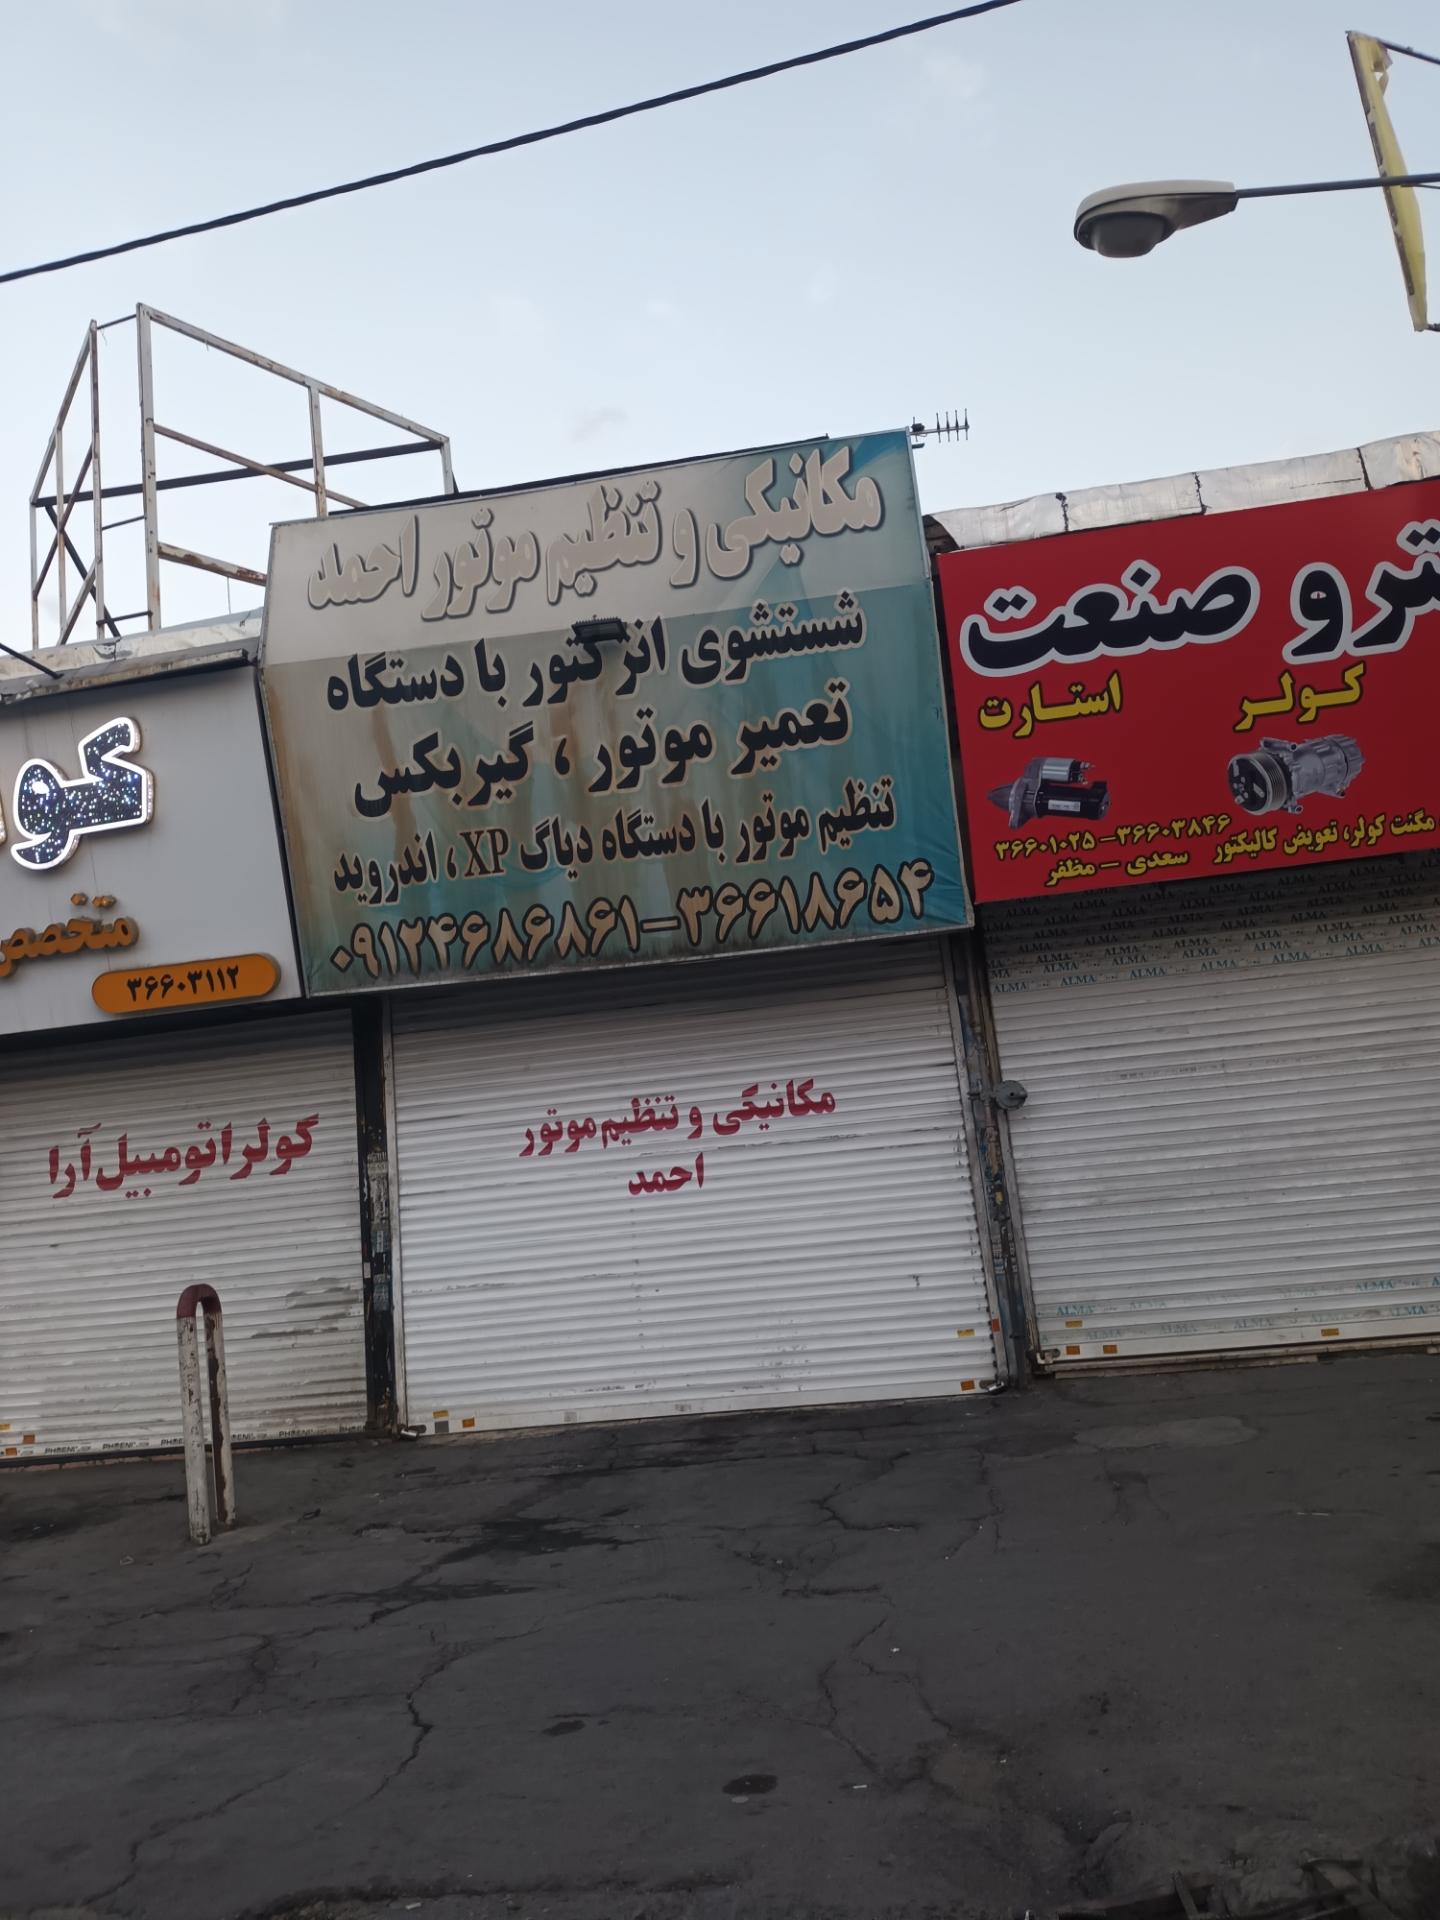 مکانیکی و تنظیم موتور احمد
شستشوی انژکتور با دستگاه
تعمیر موتور ، گیربکس
تنظیم موتور با دستگاه دیاگ XP ، اندروید
۰۹۱۲۴۶۸۶۸۶۱-۳۶۶۱۸۶۵۴
مکانیکی و تنظیم موتور
احمد
صنعت
کولر استارت
مگنت کولر، تعویض کالیکتور ۳۶۶۰۳۸۴۶-۳۶۶۰۱۰۲۵
سعدی - مظفر
متخصص
۳۶۶۰۳۱۱۲
کولر اتومبیل آرا
ALMA